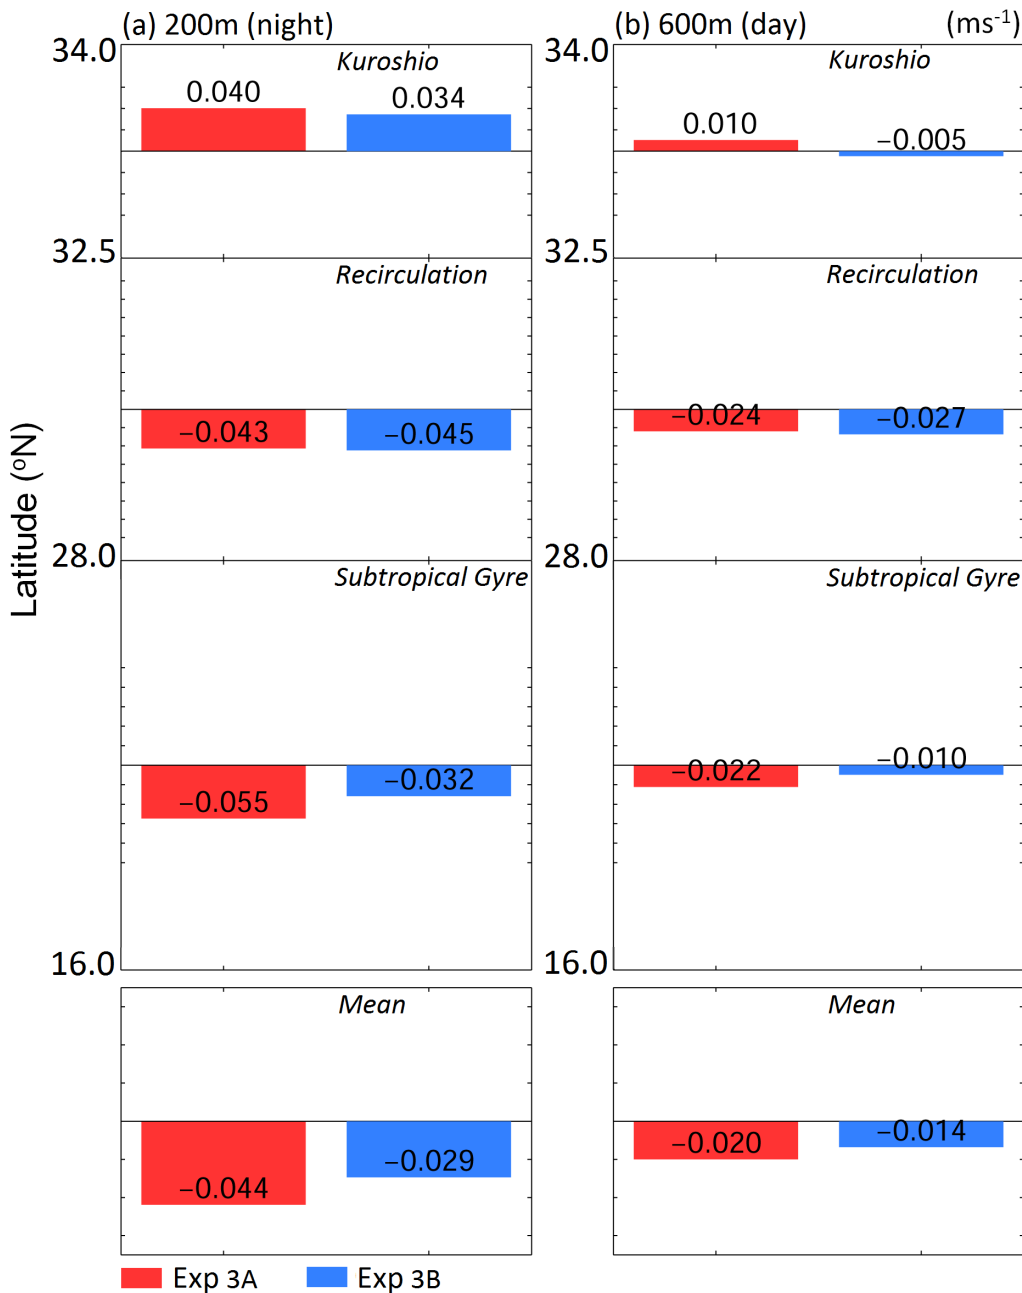 (a) 200m (night) (b) 600m (day) (ms⁻¹)
34.0 Kuroshio Kuroshio
0.040 0.034 0.010 −0.005
32.5 32.5
Recirculation Recirculation
−0.043 −0.045 −0.024 −0.027
Latitude (°N)
28.0 28.0
Subtropical Gyre Subtropical Gyre
−0.055 −0.032 −0.022 −0.010
16.0 16.0
Mean Mean
−0.044 −0.029 −0.020 −0.014
Exp 3A Exp 3B
34.0